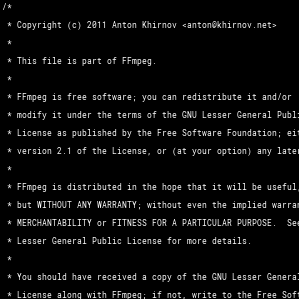 /*
 * Copyright (c) 2011 Anton Khirnov <anton@khirnov.net>
 *
 * This file is part of FFmpeg.
 *
 * FFmpeg is free software; you can redistribute it and/or
 * modify it under the terms of the GNU Lesser General Publi
 * License as published by the Free Software Foundation; eit
 * version 2.1 of the License, or (at your option) any later
 *
 * FFmpeg is distributed in the hope that it will be useful,
 * but WITHOUT ANY WARRANTY; without even the implied warran
 * MERCHANTABILITY or FITNESS FOR A PARTICULAR PURPOSE.  See
 * Lesser General Public License for more details.
 *
 * You should have received a copy of the GNU Lesser General
 * License along with FFmpeg; if not, write to the Free Soft